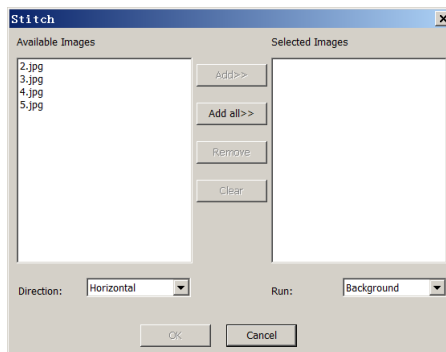 Stitch
Available Images
Selected Images
2.jpg
3.jpg
4.jpg
5.jpg
Add>>
Add all>>
Remove
Clear
Direction:
Horizontal
Run:
Background
OK
Cancel